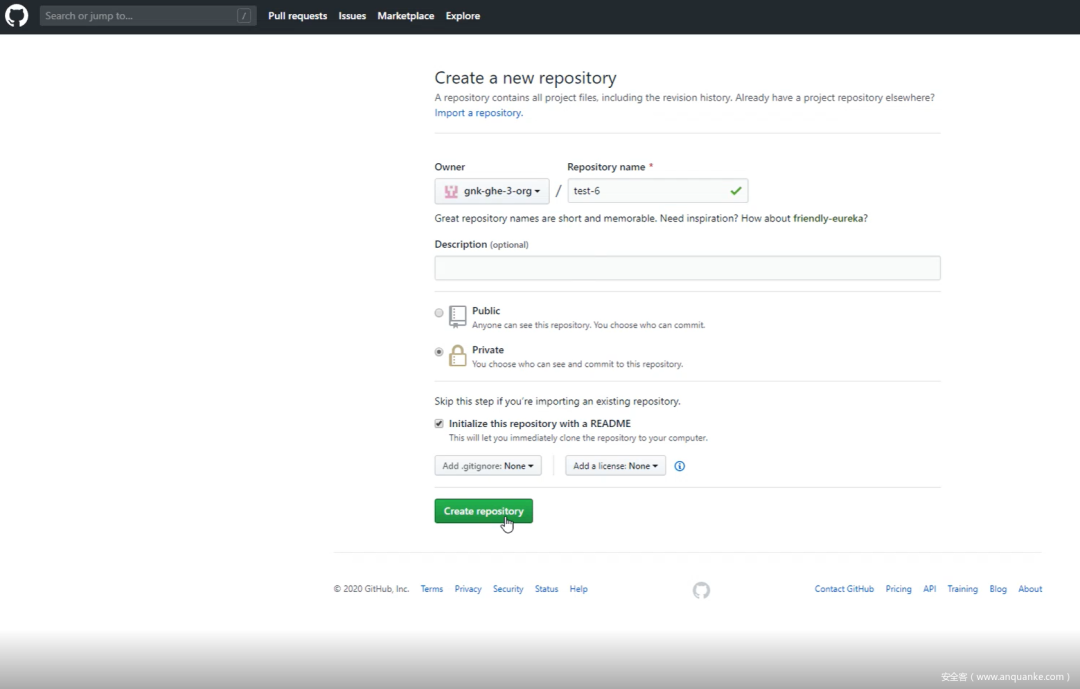 Search or jump to... / Pull requests Issues Marketplace Explore
Create a new repository
A repository contains all project files, including the revision history. Already have a project repository elsewhere?
Import a repository.
Owner Repository name *
gnk-ghe-3-org / test-6
Great repository names are short and memorable. Need inspiration? How about friendly-eureka?
Description (optional)
Public
Anyone can see this repository. You choose who can commit.
Private
You choose who can see and commit to this repository.
Skip this step if you're importing an existing repository.
Initialize this repository with a README
This will let you immediately clone the repository to your computer.
Add .gitignore: None Add a license: None
Create repository
© 2020 GitHub, Inc. Terms Privacy Security Status Help Contact GitHub Pricing API Training Blog About
安全客（www.anquanke.com）